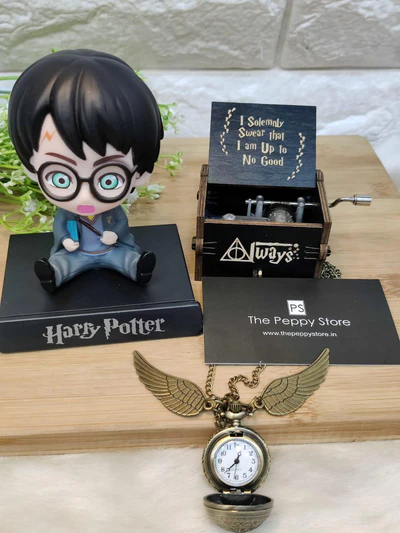 I Solemnly
Swear that
I am Up to
No Good
Always
PS
The Peppy Store
www.thepeppystore.in
Harry Potter